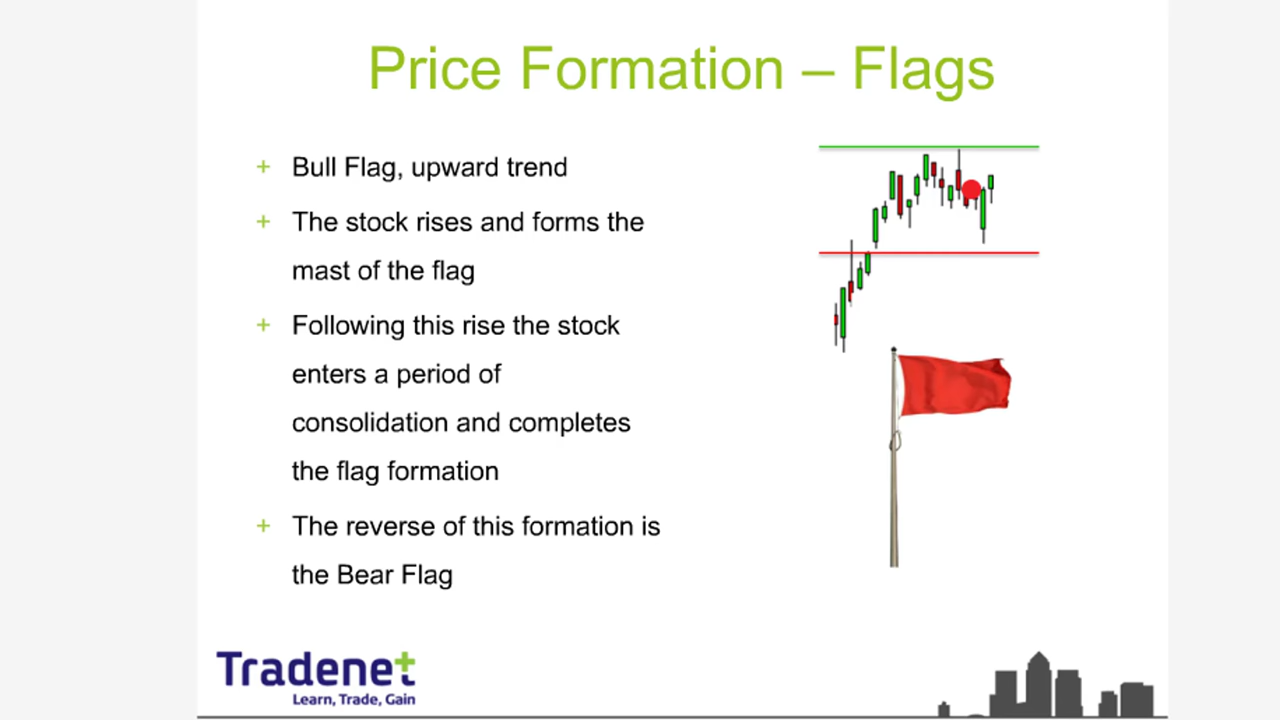 Price Formation – Flags
+ Bull Flag, upward trend
+ The stock rises and forms the
mast of the flag
+ Following this rise the stock
enters a period of
consolidation and completes
the flag formation
+ The reverse of this formation is
the Bear Flag
Tradenet
Learn, Trade, Gain